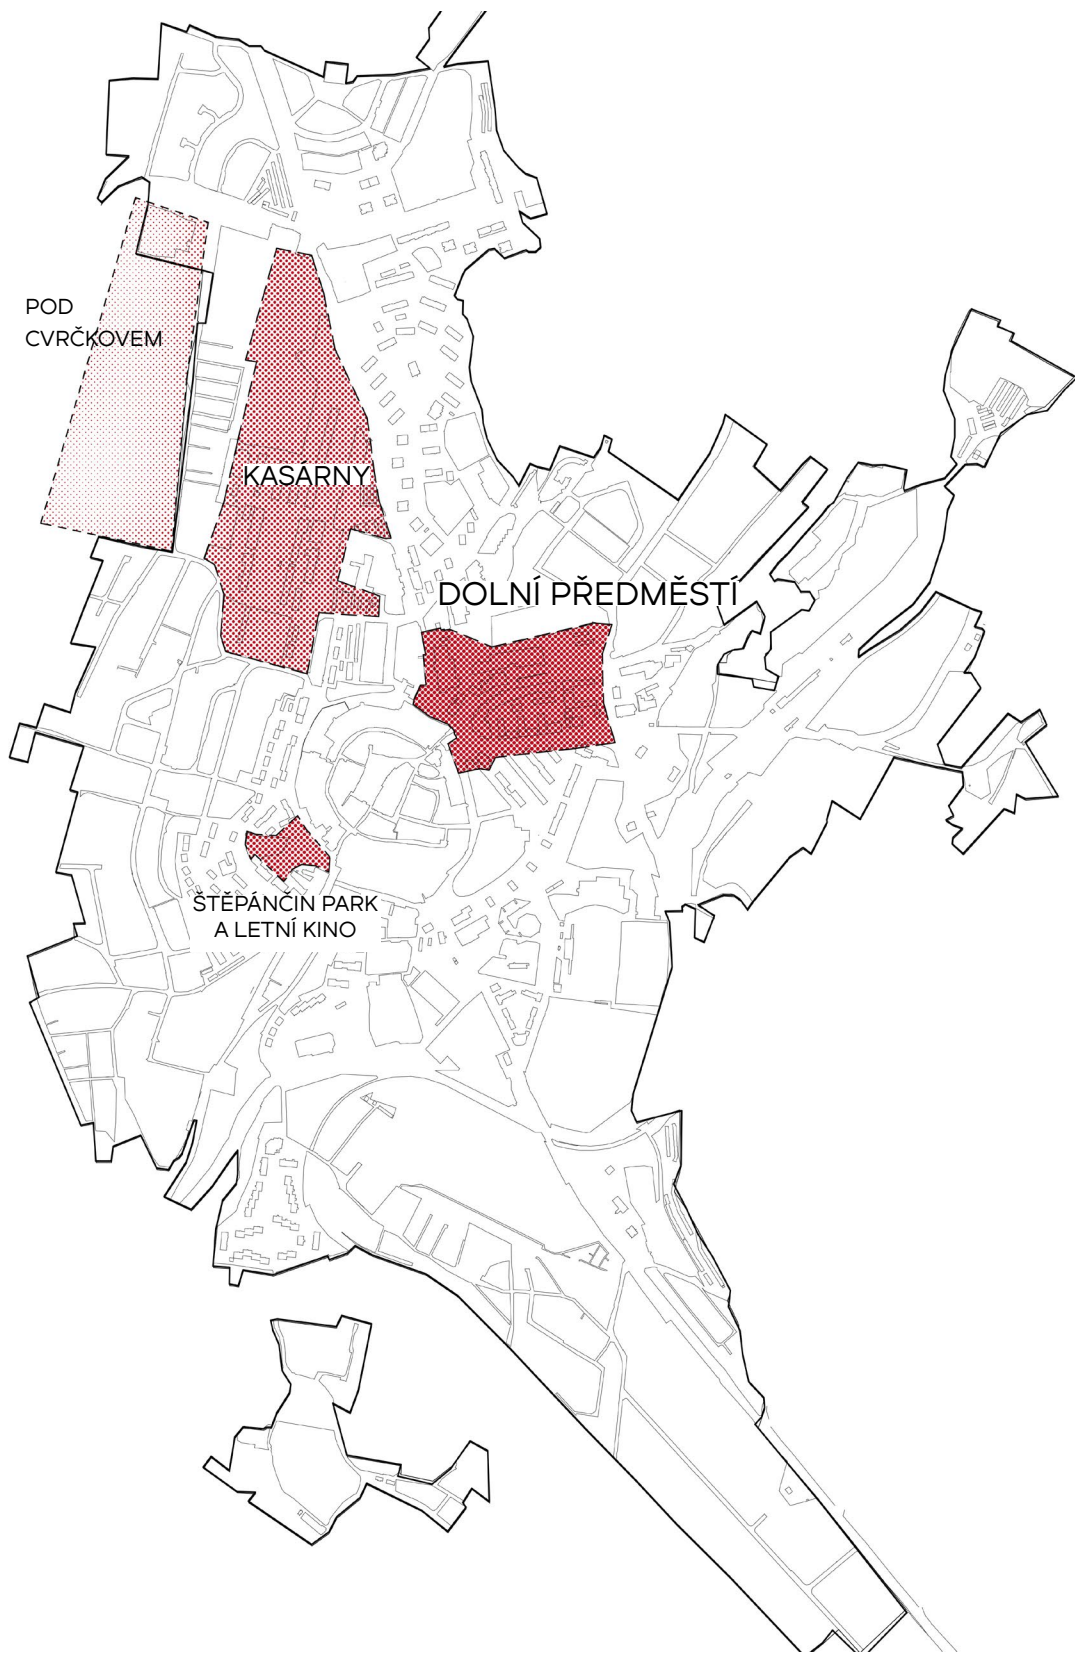 POD
CVRČKOVEM
KASÁRNY
DOLNÍ PŘEDMĚSTÍ
ŠTĚPÁNČIN PARK
A LETNÍ KINO